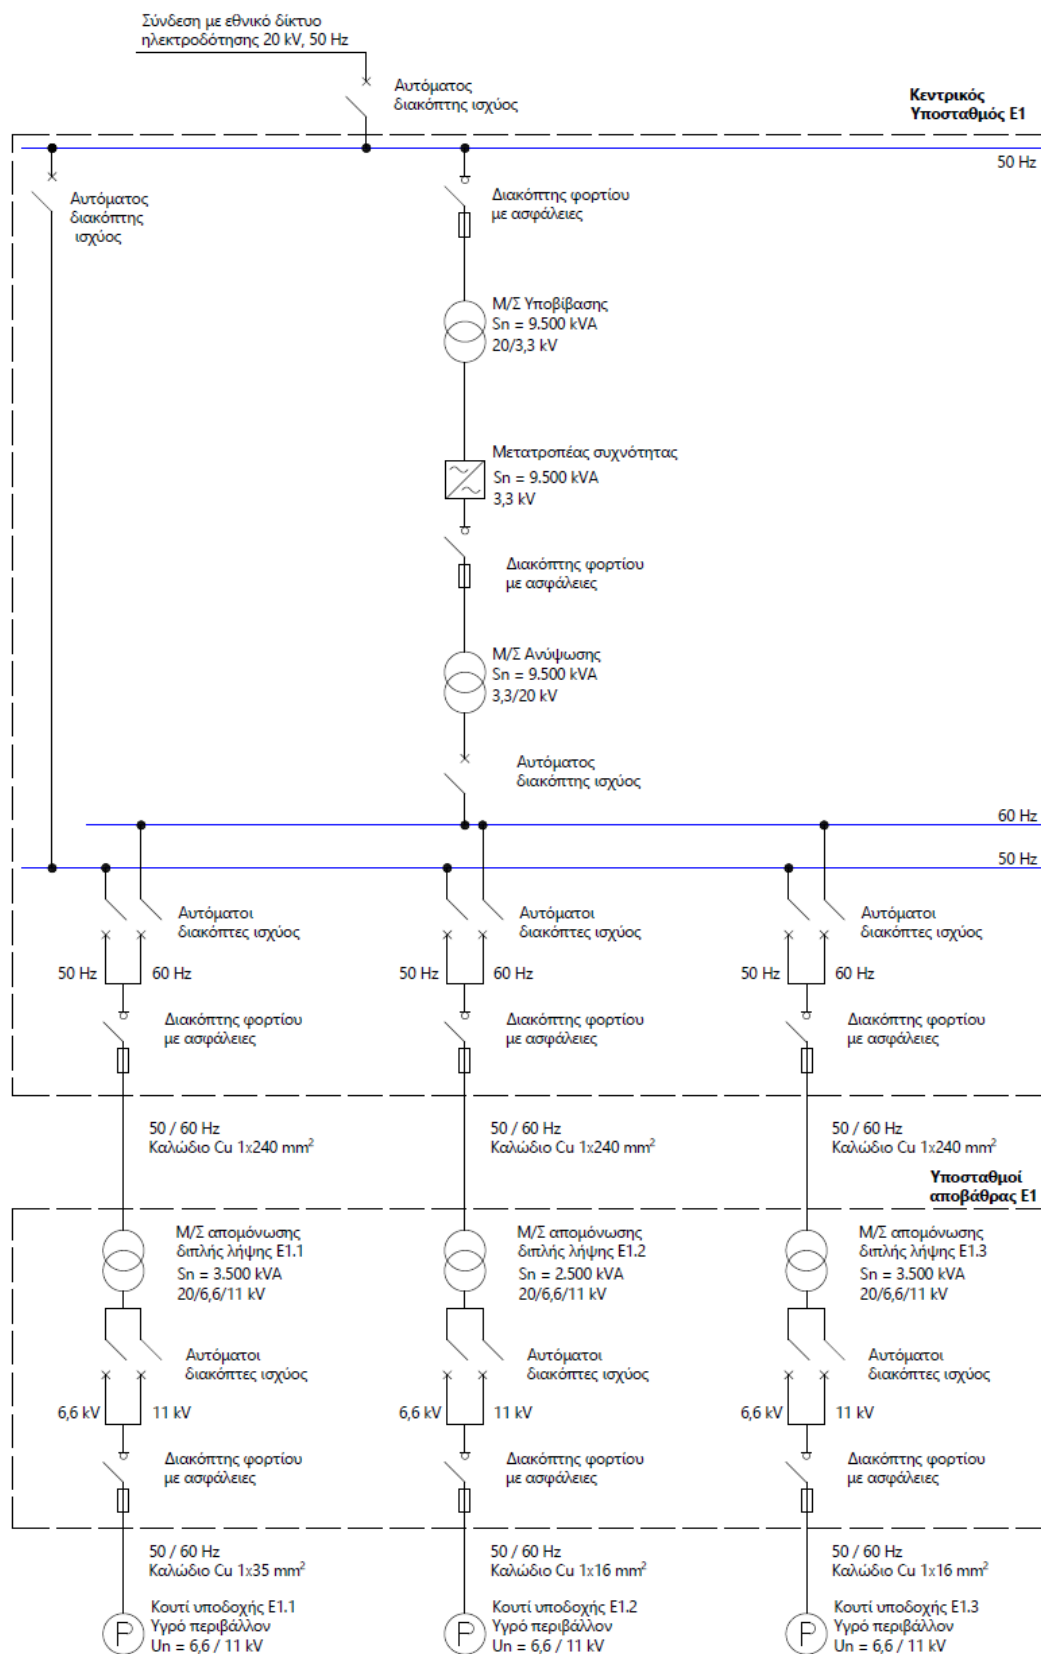 Σύνδεση με εθνικό δίκτυο
ηλεκτροδότησης 20 kV, 50 Hz
Αυτόματος
διακόπτης ισχύος
Κεντρικός
Υποσταθμός Ε1
50 Hz
Αυτόματος
διακόπτης
ισχύος
Διακόπτης φορτίου
με ασφάλειες
Μ/Σ Υποβίβασης
Sn = 9.500 kVA
20/3,3 kV
Μετατροπέας συχνότητας
Sn = 9.500 kVA
3,3 kV
Διακόπτης φορτίου
με ασφάλειες
Μ/Σ Ανύψωσης
Sn = 9.500 kVA
3,3/20 kV
Αυτόματος
διακόπτης ισχύος
60 Hz
50 Hz
Αυτόματοι
διακόπτες ισχύος
Αυτόματοι
διακόπτες ισχύος
Αυτόματοι
διακόπτες ισχύος
50 Hz 60 Hz 50 Hz 60 Hz 50 Hz 60 Hz
Διακόπτης φορτίου
με ασφάλειες
Διακόπτης φορτίου
με ασφάλειες
Διακόπτης φορτίου
με ασφάλειες
50 / 60 Hz
Καλώδιο Cu 1x240 mm²
50 / 60 Hz
Καλώδιο Cu 1x240 mm²
50 / 60 Hz
Καλώδιο Cu 1x240 mm²
Υποσταθμοί
αποβάθρας Ε1
Μ/Σ απομόνωσης
διπλής λήψης Ε1.1
Sn = 3.500 kVA
20/6,6/11 kV
Μ/Σ απομόνωσης
διπλής λήψης Ε1.2
Sn = 2.500 kVA
20/6,6/11 kV
Μ/Σ απομόνωσης
διπλής λήψης Ε1.3
Sn = 3.500 kVA
20/6,6/11 kV
Αυτόματοι
διακόπτες ισχύος
Αυτόματοι
διακόπτες ισχύος
Αυτόματοι
διακόπτες ισχύος
6,6 kV 11 kV 6,6 kV 11 kV 6,6 kV 11 kV
Διακόπτης φορτίου
με ασφάλειες
Διακόπτης φορτίου
με ασφάλειες
Διακόπτης φορτίου
με ασφάλειες
50 / 60 Hz
Καλώδιο Cu 1x35 mm²
50 / 60 Hz
Καλώδιο Cu 1x16 mm²
50 / 60 Hz
Καλώδιο Cu 1x16 mm²
P
Κουτί υποδοχής Ε1.1
Υγρό περιβάλλον
Un = 6,6 / 11 kV
P
Κουτί υποδοχής Ε1.2
Υγρό περιβάλλον
Un = 6,6 / 11 kV
P
Κουτί υποδοχής Ε1.3
Υγρό περιβάλλον
Un = 6,6 / 11 kV